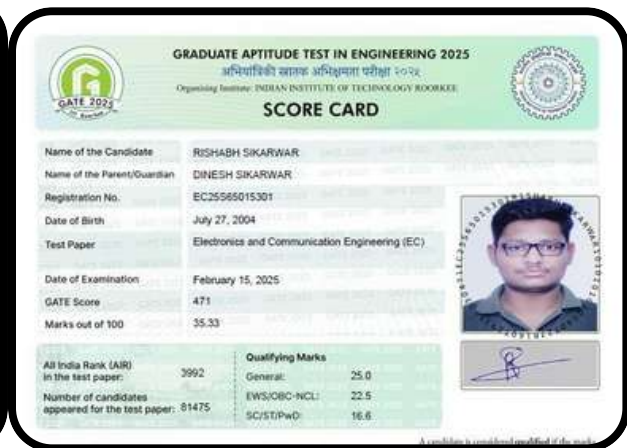 GRADUATE APTITUDE TEST IN ENGINEERING 2025
अभियांत्रिकी स्नातक अभिक्षमता परीक्षा २०२५
Organising Institute: INDIAN INSTITUTE OF TECHNOLOGY ROORKEE
SCORE CARD
GATE 2025
IIT Roorkee
Name of the Candidate RISHABH SIKARWAR
Name of the Parent/Guardian DINESH SIKARWAR
Registration No. EC25S65015301
Date of Birth July 27, 2004
Test Paper Electronics and Communication Engineering (EC)
Date of Examination February 15, 2025
GATE Score 471
Marks out of 100 35.33
All India Rank (AIR)
in the test paper: 3992
Number of candidates
appeared for the test paper: 81475
Qualifying Marks
General: 25.0
EWS/OBC-NCL: 22.5
SC/ST/PwD: 16.6
A candidate is considered qualified if the marks